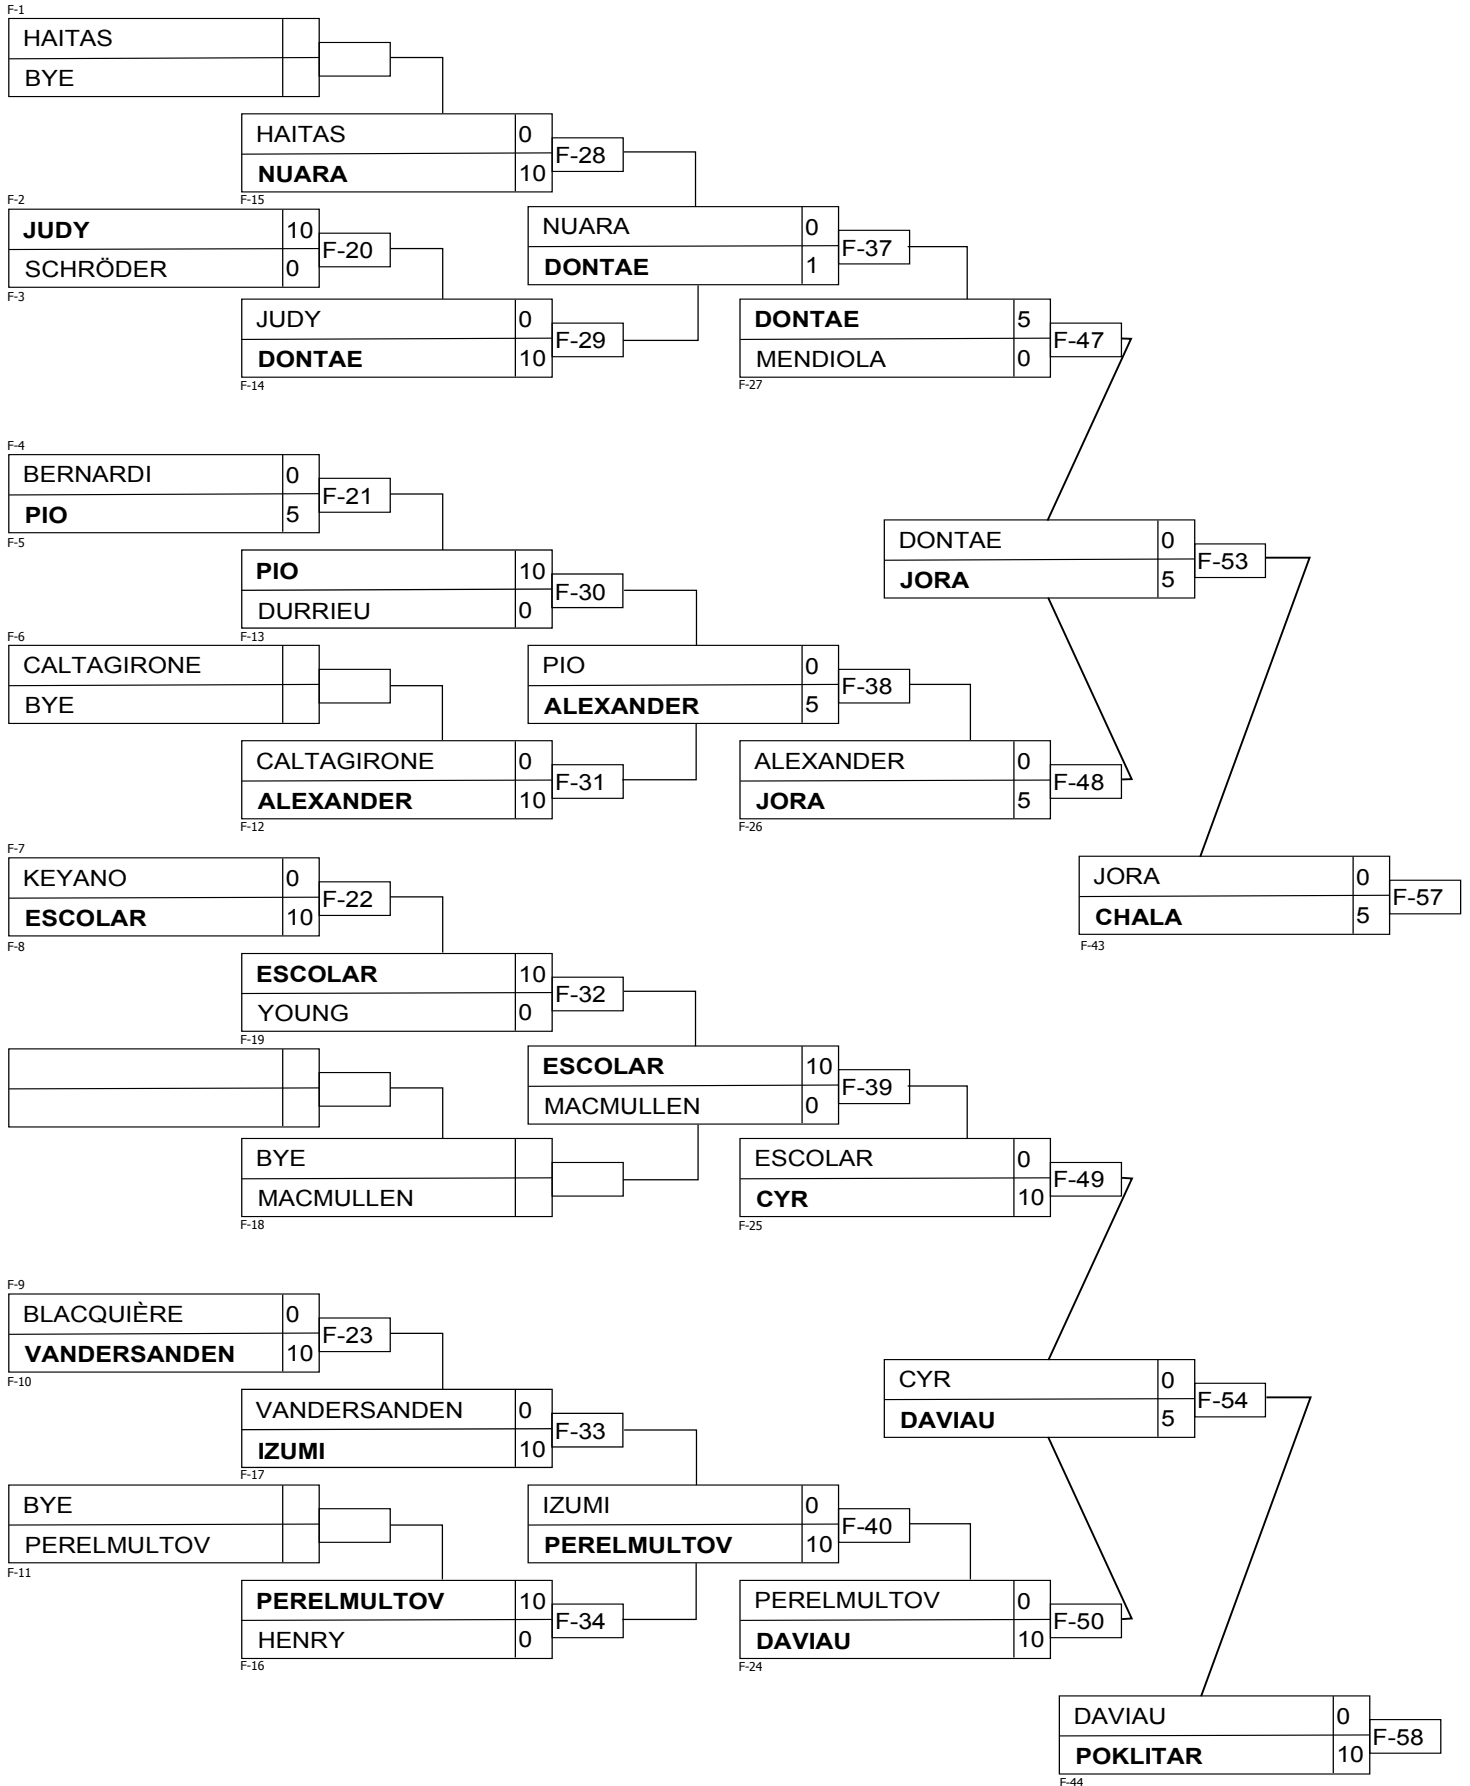 F-1
HAITAS
BYE
HAITAS 0
F-28
NUARA 10
F-2
F-15
JUDY 10
F-20
SCHRÖDER 0
F-3
NUARA 0
F-37
DONTAE 1
JUDY 0
F-29
DONTAE 10
F-14
DONTAE 5
F-47
MENDIOLA 0
F-27
F-4
BERNARDI 0
F-21
PIO 5
F-5
DONTAE 0
F-53
JORA 5
PIO 10
F-30
DURRIEU 0
F-6
F-13
CALTAGIRONE
BYE
PIO 0
F-38
ALEXANDER 5
CALTAGIRONE 0
F-31
ALEXANDER 10
F-12
ALEXANDER 0
F-48
JORA 5
F-26
F-7
KEYANO 0
F-22
ESCOLAR 10
F-8
JORA 0
F-57
CHALA 5
F-43
ESCOLAR 10
F-32
YOUNG 0
F-19
ESCOLAR 10
F-39
MACMULLEN 0
BYE
MACMULLEN
F-18
ESCOLAR 0
F-49
CYR 10
F-25
F-9
BLACQUIÈRE 0
F-23
VANDERSANDEN 10
F-10
CYR 0
F-54
DAVIAU 5
VANDERSANDEN 0
F-33
IZUMI 10
F-17
BYE
PERELMULTOV
F-11
IZUMI 0
F-40
PERELMULTOV 10
PERELMULTOV 10
F-34
HENRY 0
F-16
PERELMULTOV 0
F-50
DAVIAU 10
F-24
DAVIAU 0
F-58
POKLITAR 10
F-44